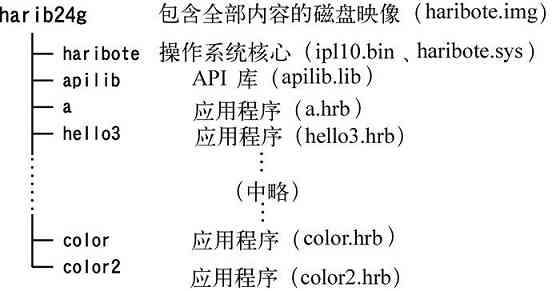 harib24g 包含全部内容的磁盘映像（haribote.img）
haribote 操作系统核心（ipl10.bin、haribote.sys）
apilib API 库（apilib.lib）
a 应用程序（a.hrb）
hello3 应用程序（hello3.hrb）
（中略）
color 应用程序（color.hrb）
color2 应用程序（color2.hrb）